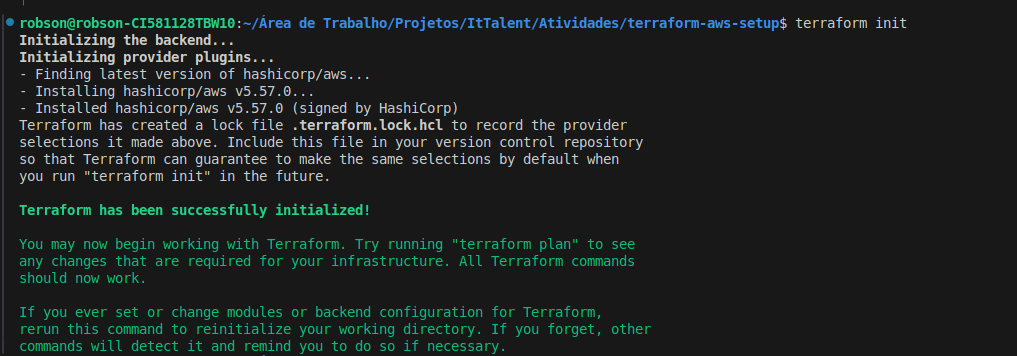 robson@robson-CI581128TBW10:~/Área de Trabalho/Projetos/ItTalent/Atividades/terraform-aws-setup$ terraform init
Initializing the backend...
Initializing provider plugins...
- Finding latest version of hashicorp/aws...
- Installing hashicorp/aws v5.57.0...
- Installed hashicorp/aws v5.57.0 (signed by HashiCorp)
Terraform has created a lock file .terraform.lock.hcl to record the provider
selections it made above. Include this file in your version control repository
so that Terraform can guarantee to make the same selections by default when
you run "terraform init" in the future.
Terraform has been successfully initialized!
You may now begin working with Terraform. Try running "terraform plan" to see
any changes that are required for your infrastructure. All Terraform commands
should now work.
If you ever set or change modules or backend configuration for Terraform,
rerun this command to reinitialize your working directory. If you forget, other
commands will detect it and remind you to do so if necessary.